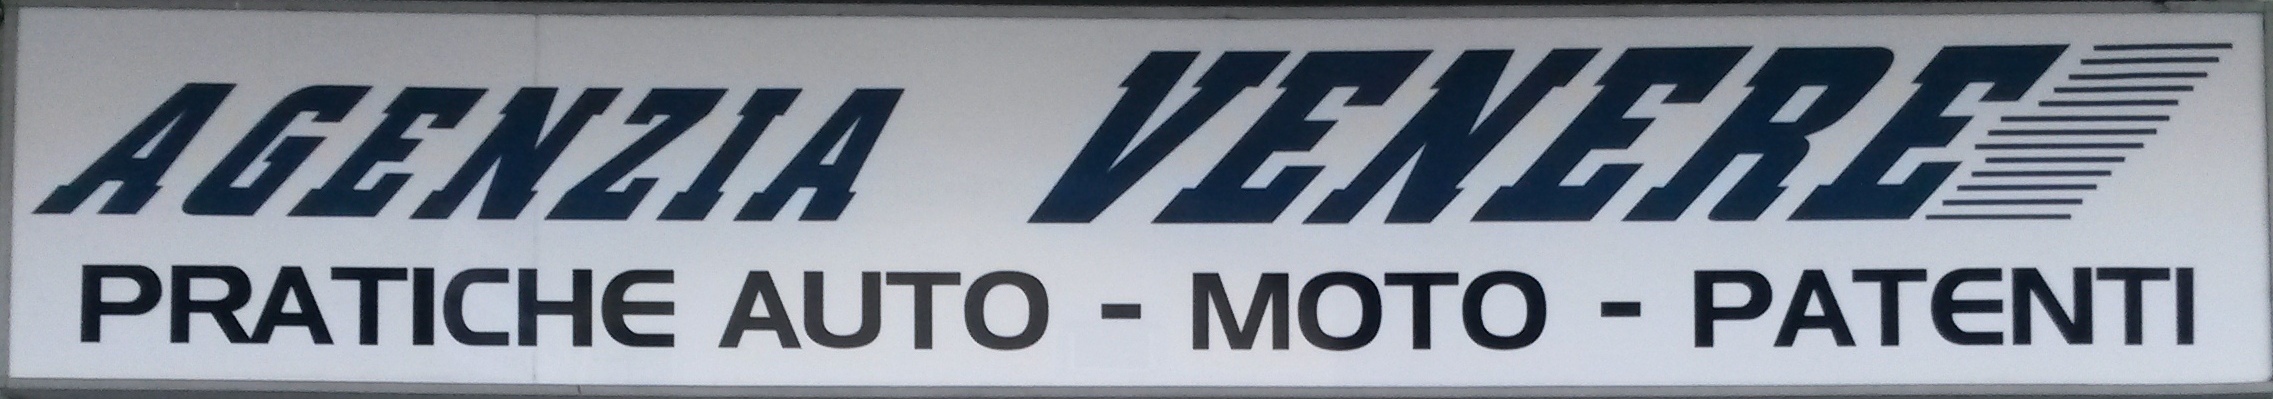 AGENZIA VENERE
PRATICHE AUTO - MOTO - PATENTI